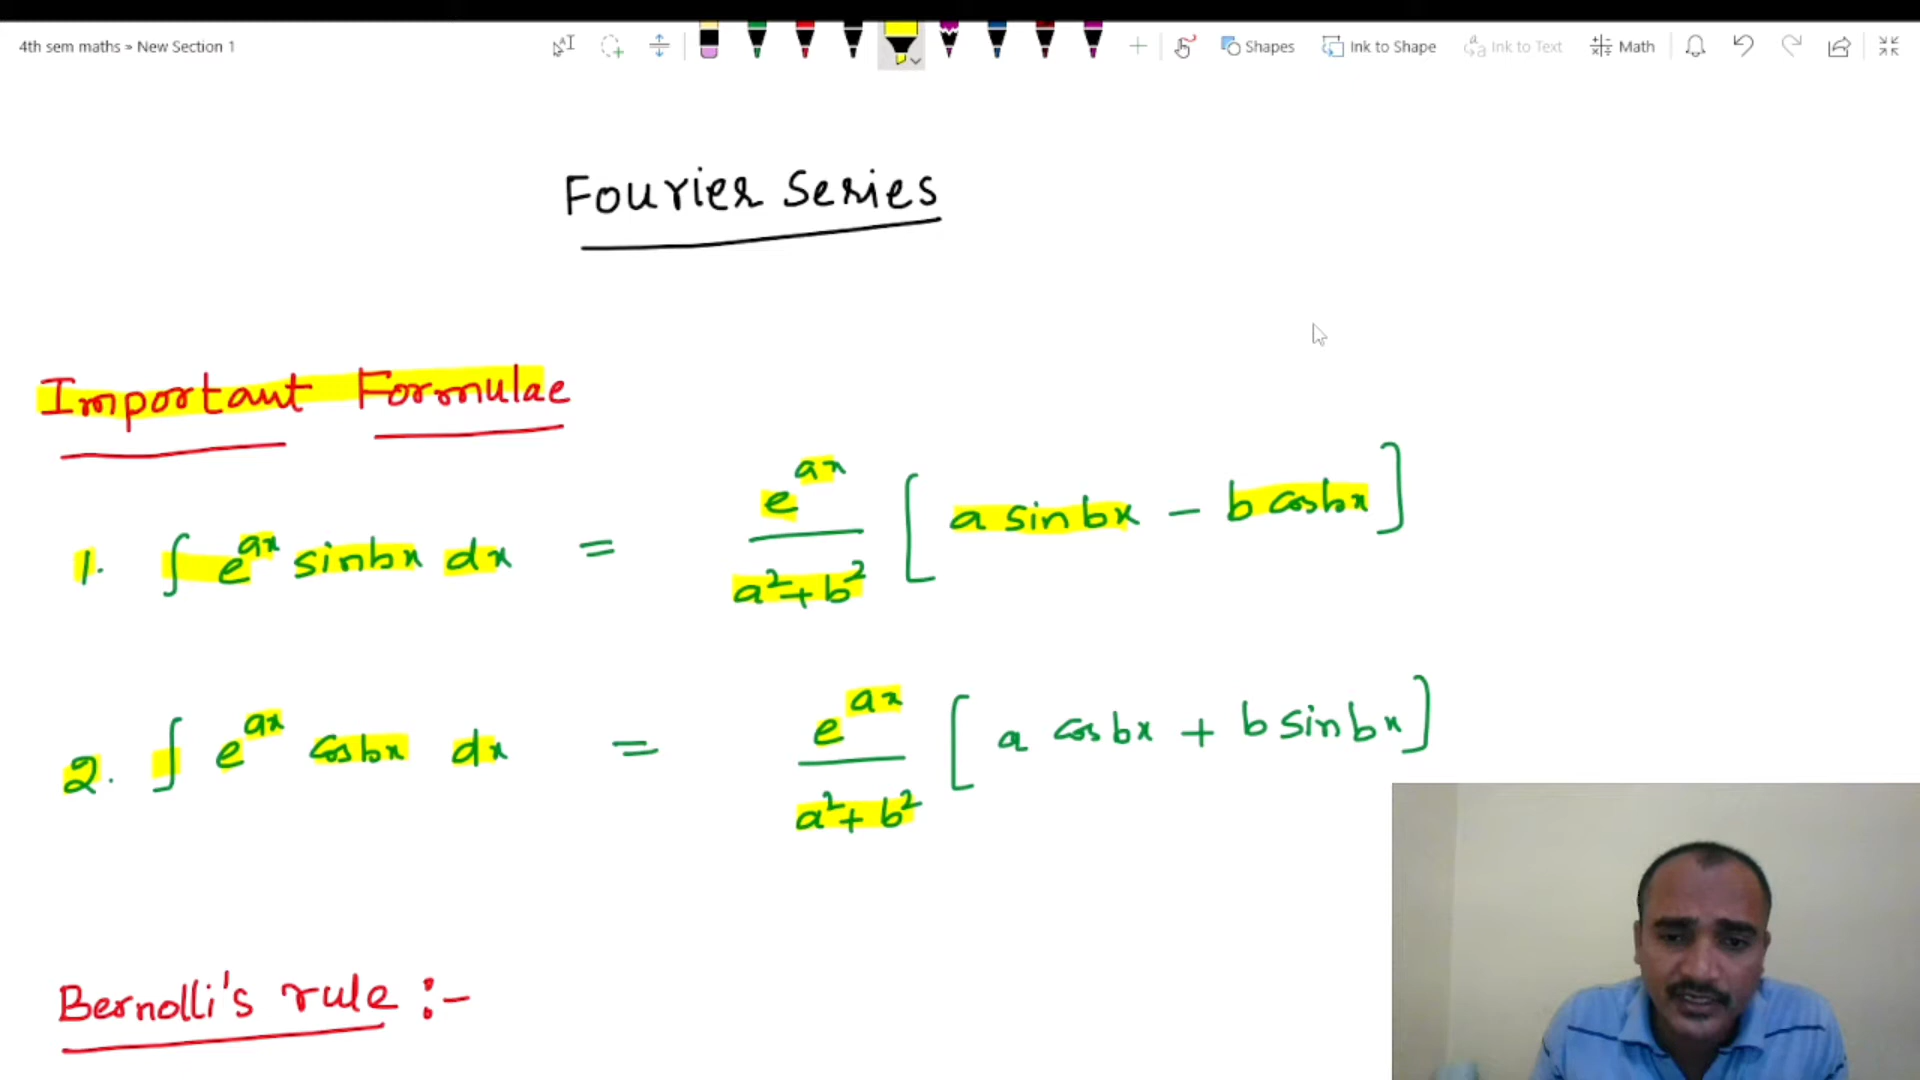 4th sem maths » New Section 1 Shapes Ink to Shape Ink to Text Math
Fourier Series
Important Formulae
1. ∫ e^ax sinbx dx = e^ax / a²+b² [ a sinbx − b cosbx ]
2. ∫ e^ax cosbx dx = e^ax / a²+b² [ a cosbx + b sinbx ]
Bernolli's rule :-